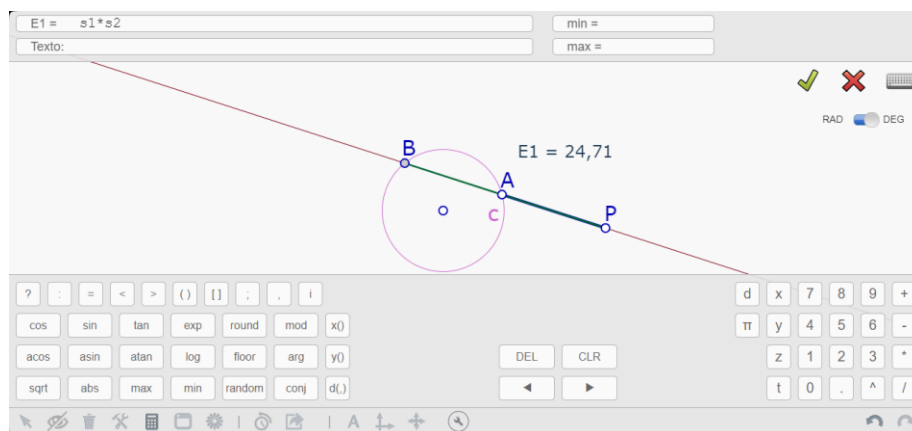 E1 = s1*s2 min =
Texto: max =
RAD DEG
B
E1 = 24,71
A
c
P
? : = < > () [] ; , i d x 7 8 9 +
cos sin tan exp round mod x() π y 4 5 6 -
acos asin atan log floor arg y() DEL CLR z 1 2 3 *
sqrt abs max min random conj d(,) ◄ ► t 0 . ^ /
A